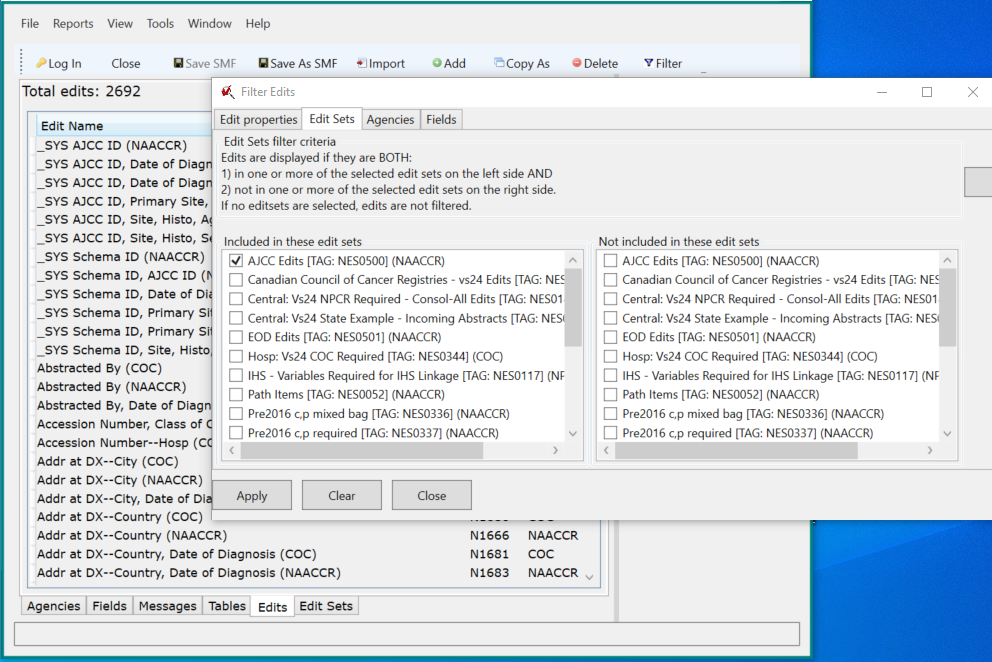 File Reports View Tools Window Help
Log In Close Save SMF Save As SMF Import Add Copy As Delete Filter
Total edits: 2692
Edit Name
_SYS AJCC ID (NAACCR)
_SYS AJCC ID, Date of Diagn
_SYS AJCC ID, Date of Diagn
_SYS AJCC ID, Primary Site,
_SYS AJCC ID, Site, Histo, Ag
_SYS AJCC ID, Site, Histo, Se
_SYS Schema ID (NAACCR)
_SYS Schema ID, AJCC ID (N
_SYS Schema ID, Date of Dia
_SYS Schema ID, Primary Sit
_SYS Schema ID, Primary Sit
_SYS Schema ID, Site, Histo,
Abstracted By (COC)
Abstracted By (NAACCR)
Abstracted By, Date of Diagn
Accession Number, Class of C
Accession Number--Hosp (CO
Addr at DX--City (COC)
Addr at DX--City (NAACCR)
Addr at DX--City, Date of Dia
Addr at DX--Country (COC)
Addr at DX--Country (NAACCR) N1666 NAACCR
Addr at DX--Country, Date of Diagnosis (COC) N1681 COC
Addr at DX--Country, Date of Diagnosis (NAACCR) N1683 NAACCR
Agencies Fields Messages Tables Edits Edit Sets
Filter Edits
Edit properties Edit Sets Agencies Fields
Edit Sets filter criteria
Edits are displayed if they are BOTH:
1) in one or more of the selected edit sets on the left side AND
2) not in one or more of the selected edit sets on the right side.
If no editsets are selected, edits are not filtered.
Included in these edit sets
AJCC Edits [TAG: NES0500] (NAACCR)
Canadian Council of Cancer Registries - vs24 Edits [TAG: NES
Central: Vs24 NPCR Required - Consol-All Edits [TAG: NES01
Central: Vs24 State Example - Incoming Abstracts [TAG: NES0
EOD Edits [TAG: NES0501] (NAACCR)
Hosp: Vs24 COC Required [TAG: NES0344] (COC)
IHS - Variables Required for IHS Linkage [TAG: NES0117] (NP
Path Items [TAG: NES0052] (NAACCR)
Pre2016 c,p mixed bag [TAG: NES0336] (NAACCR)
Pre2016 c,p required [TAG: NES0337] (NAACCR)
Not included in these edit sets
AJCC Edits [TAG: NES0500] (NAACCR)
Canadian Council of Cancer Registries - vs24 Edits [TAG: NES
Central: Vs24 NPCR Required - Consol-All Edits [TAG: NES01
Central: Vs24 State Example - Incoming Abstracts [TAG: NES0
EOD Edits [TAG: NES0501] (NAACCR)
Hosp: Vs24 COC Required [TAG: NES0344] (COC)
IHS - Variables Required for IHS Linkage [TAG: NES0117] (NP
Path Items [TAG: NES0052] (NAACCR)
Pre2016 c,p mixed bag [TAG: NES0336] (NAACCR)
Pre2016 c,p required [TAG: NES0337] (NAACCR)
Apply Clear Close